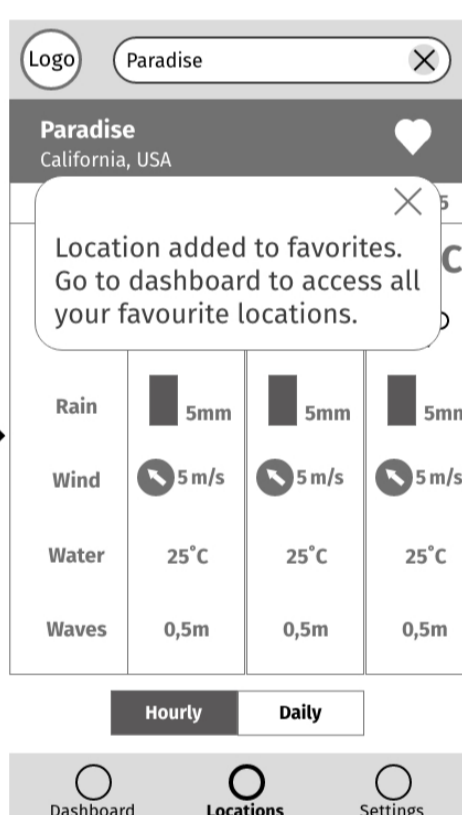 Logo
Paradise
Paradise
California, USA
5
Location added to favorites.
Go to dashboard to access all
your favourite locations.
C
Rain 5mm 5mm 5mm
Wind 5 m/s 5 m/s 5 m/s
Water 25°C 25°C 25°C
Waves 0,5m 0,5m 0,5m
Hourly Daily
Dashboard Locations Settings